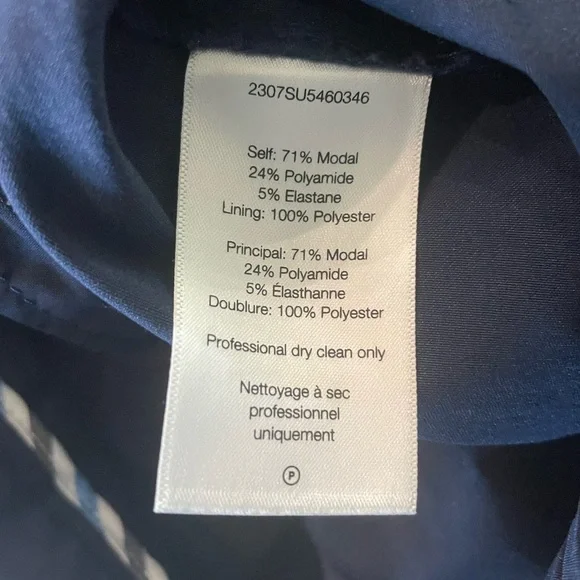 2307SU5460346
Self: 71% Modal
24% Polyamide
5% Elastane
Lining: 100% Polyester
Principal: 71% Modal
24% Polyamide
5% Élasthanne
Doublure: 100% Polyester
Professional dry clean only
Nettoyage à sec
professionnel
uniquement
P